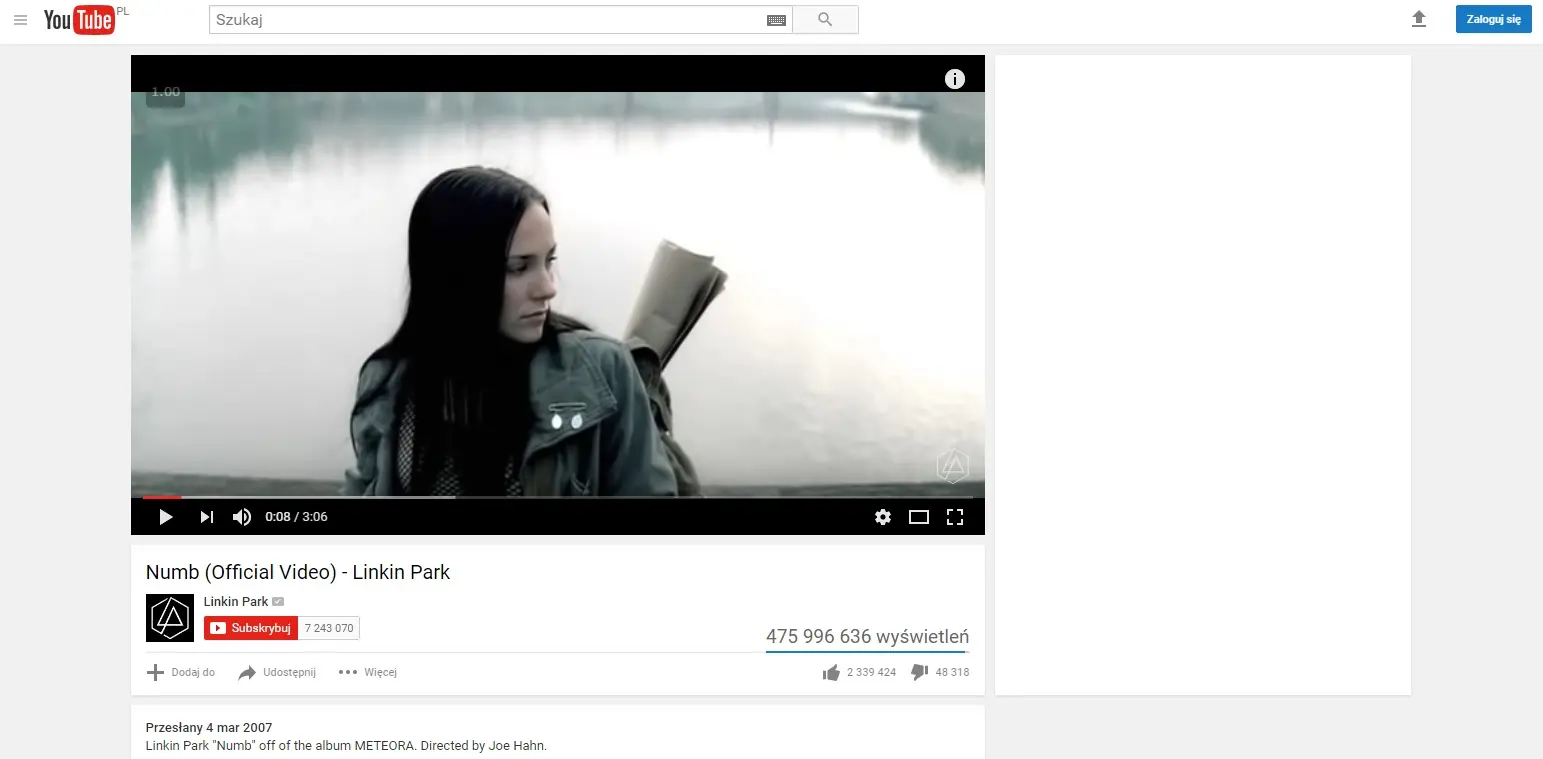 YouTube PL
Szukaj
Zaloguj się
1.00
0:08 / 3:06
Numb (Official Video) - Linkin Park
Linkin Park
Subskrybuj 7 243 070
475 996 636 wyświetleń
Dodaj do Udostępnij Więcej 2 339 424 48 318
Przesłany 4 mar 2007
Linkin Park "Numb" off of the album METEORA. Directed by Joe Hahn.